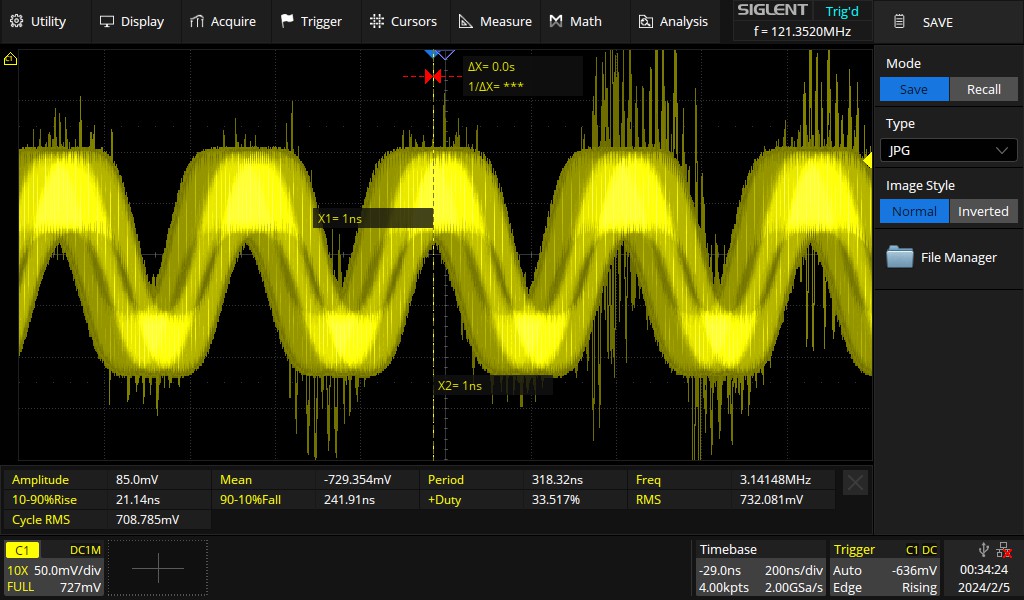 Utility
Display
Acquire
Trigger
Cursors
Measure
Math
Analysis
SIGLENT Trig'd
f = 121.3520MHz
SAVE
Mode
Save Recall
Type
JPG
Image Style
Normal Inverted
File Manager
ΔX= 0.0s
1/ΔX= ***
X1= 1ns
X2= 1ns
Amplitude 85.0mV Mean -729.354mV Period 318.32ns Freq 3.14148MHz
10-90%Rise 21.14ns 90-10%Fall 241.91ns +Duty 33.517% RMS 732.081mV
Cycle RMS 708.785mV
C1 DC1M
10X 50.0mV/div
FULL 727mV
Timebase
-29.0ns 200ns/div
4.00kpts 2.00GSa/s
Trigger C1 DC
Auto -636mV
Edge Rising
00:34:24
2024/2/5